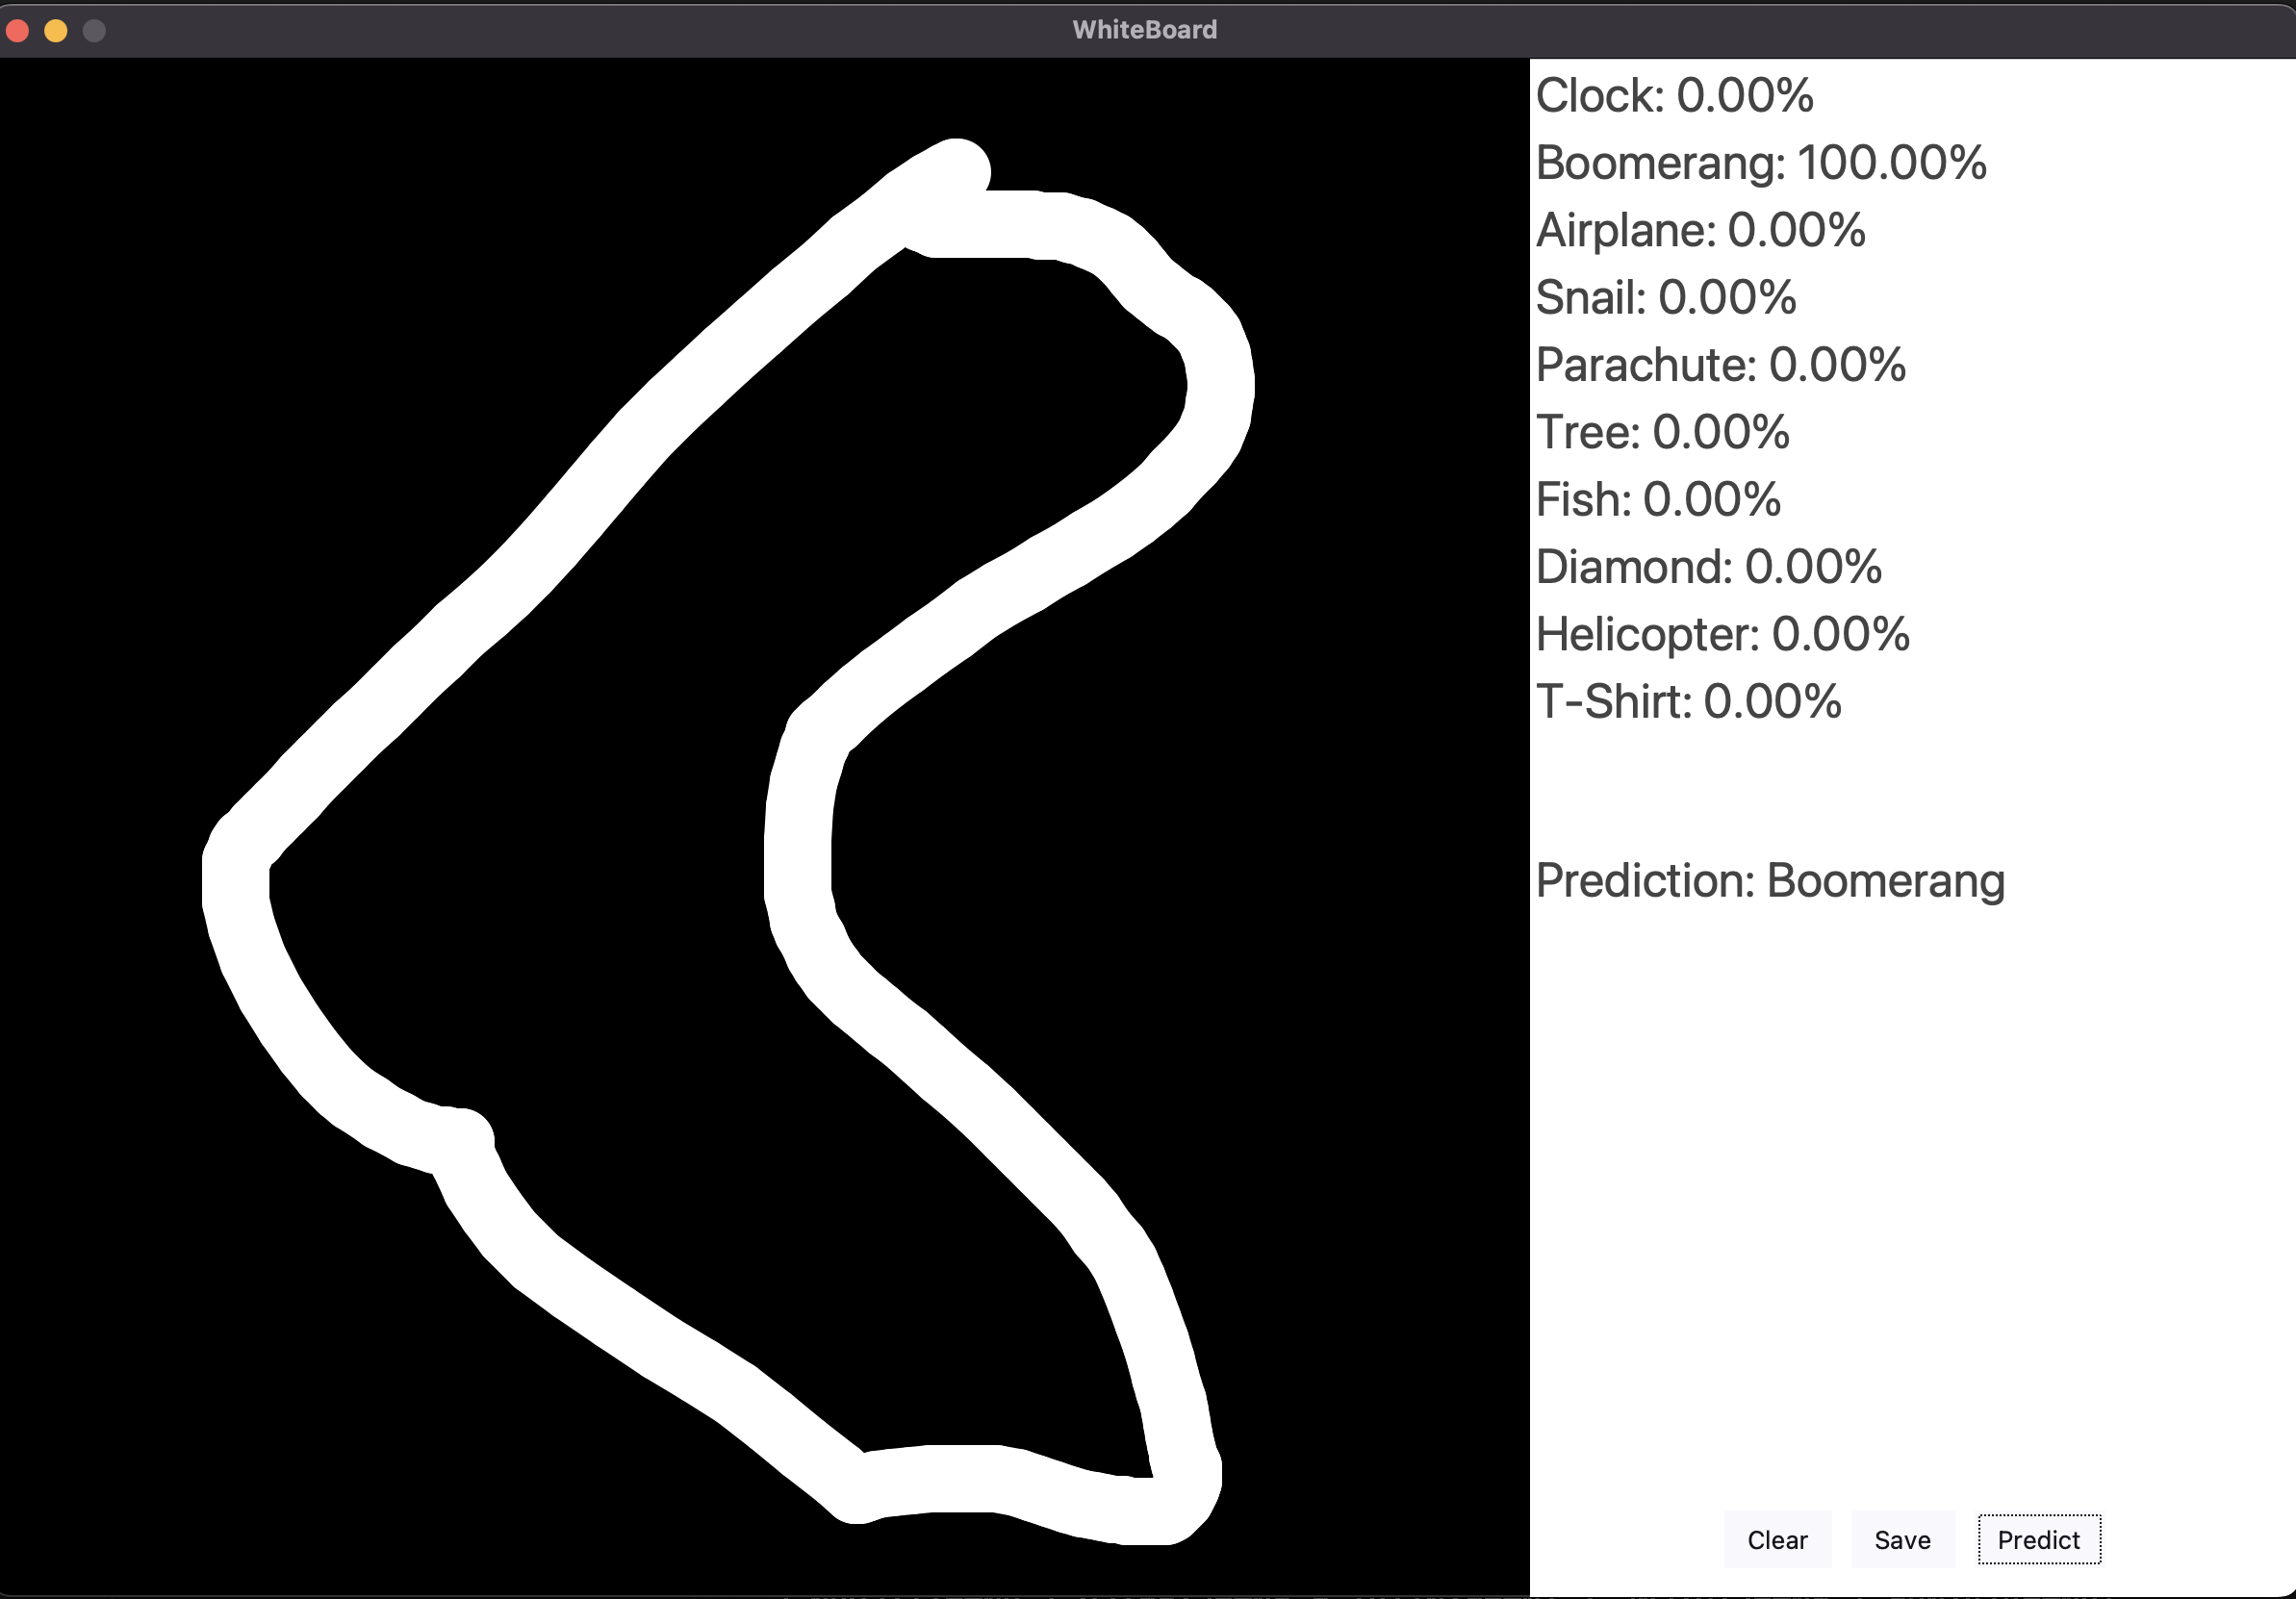 WhiteBoard
Clock: 0.00%
Boomerang: 100.00%
Airplane: 0.00%
Snail: 0.00%
Parachute: 0.00%
Tree: 0.00%
Fish: 0.00%
Diamond: 0.00%
Helicopter: 0.00%
T-Shirt: 0.00%
Prediction: Boomerang
Clear Save Predict